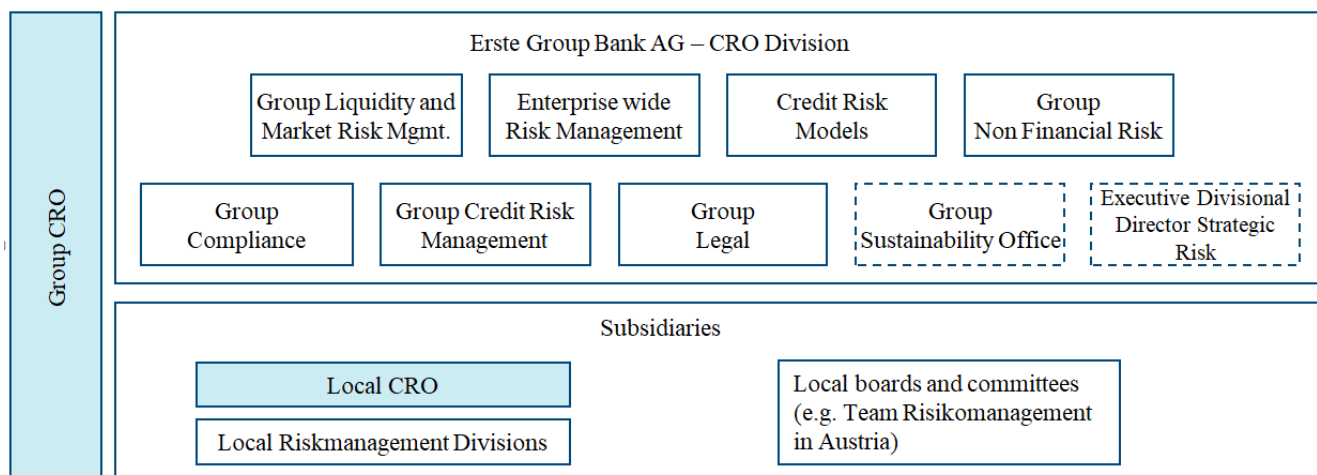 Group CRO
Erste Group Bank AG – CRO Division
Group Liquidity and
Market Risk Mgmt.
Enterprise wide
Risk Management
Credit Risk
Models
Group
Non Financial Risk
Group
Compliance
Group Credit Risk
Management
Group
Legal
Group
Sustainability Office
Executive Divisional
Director Strategic
Risk
Subsidiaries
Local CRO
Local Riskmanagement Divisions
Local boards and committees
(e.g. Team Risikomanagement
in Austria)